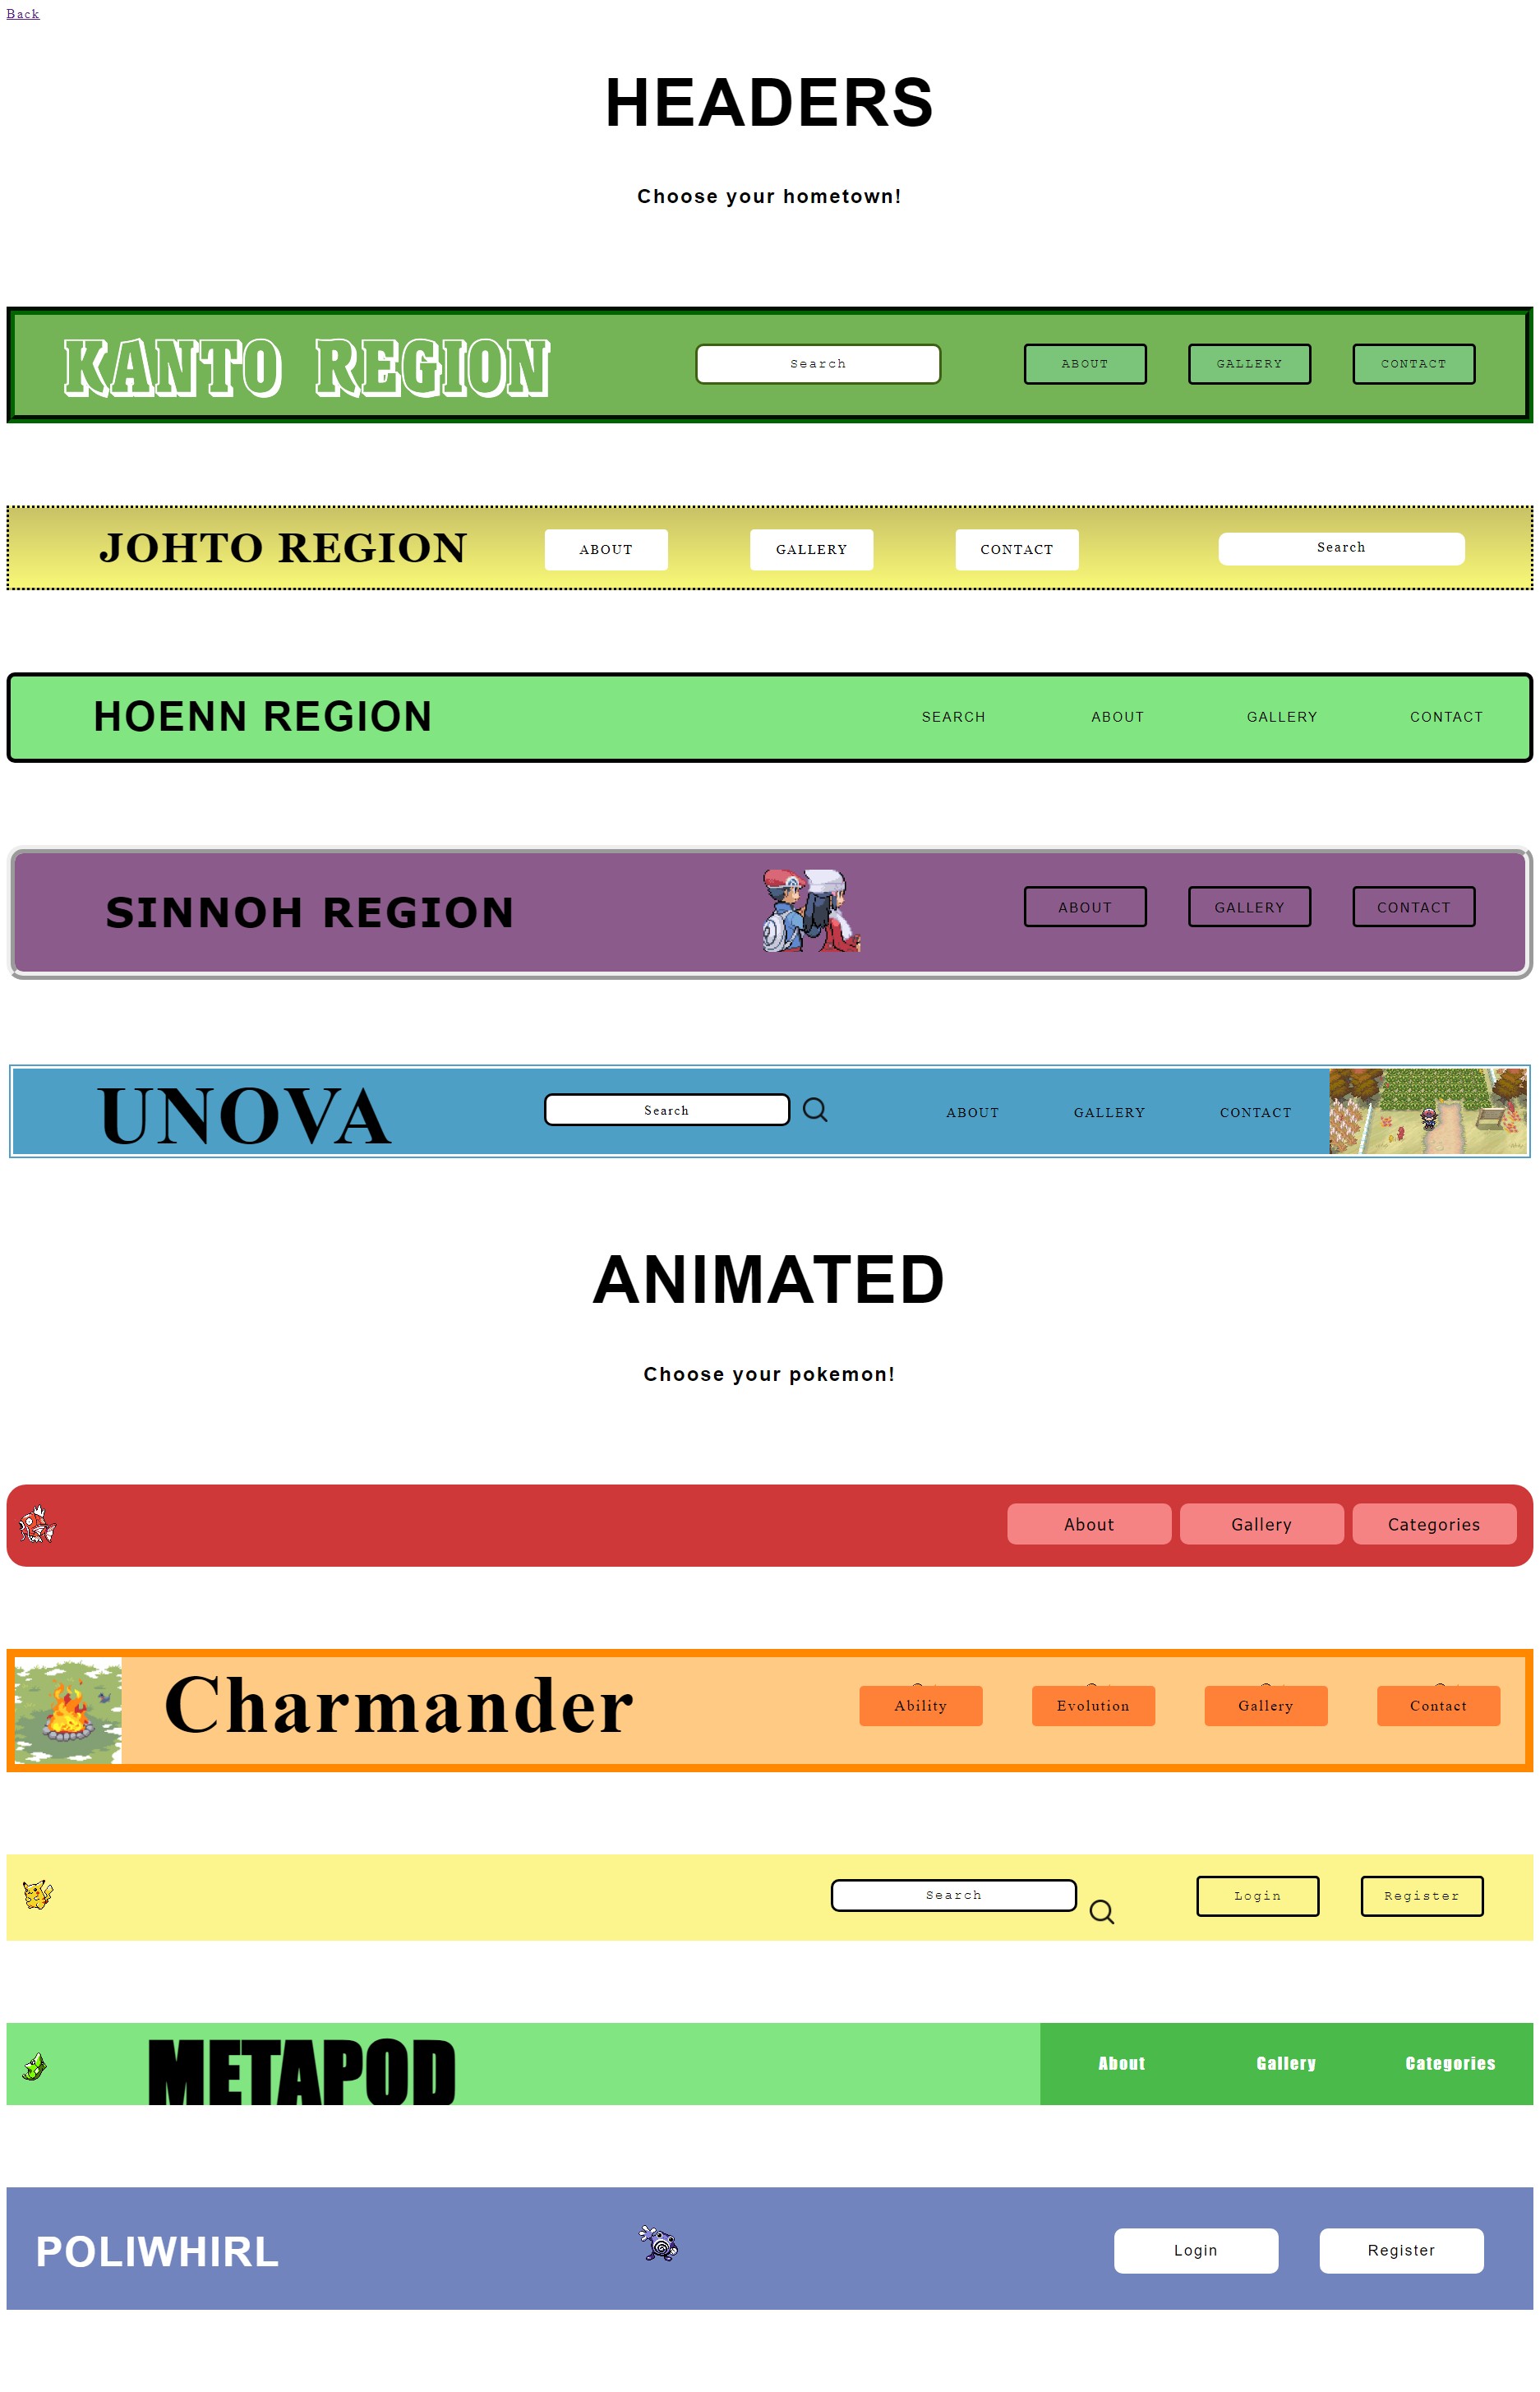 Back
HEADERS
Choose your hometown!
KANTO REGION Search ABOUT GALLERY CONTACT
JOHTO REGION ABOUT GALLERY CONTACT Search
HOENN REGION SEARCH ABOUT GALLERY CONTACT
SINNOH REGION ABOUT GALLERY CONTACT
UNOVA Search ABOUT GALLERY CONTACT
ANIMATED
Choose your pokemon!
About Gallery Categories
Charmander Ability Evolution Gallery Contact
Search Login Register
METAPOD About Gallery Categories
POLIWHIRL Login Register